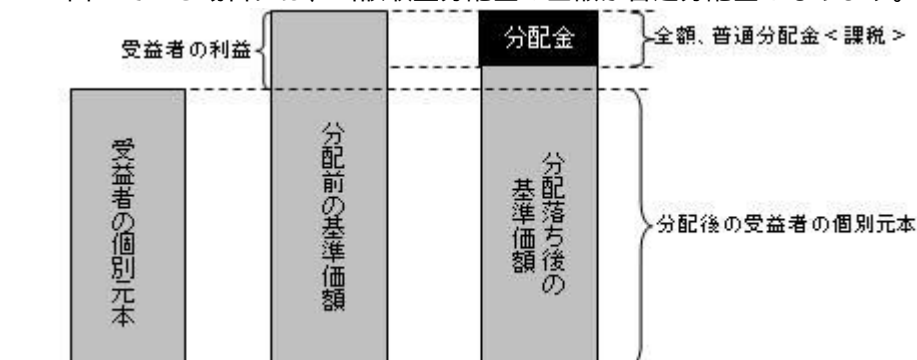 受益者の利益
分配金
全額、普通分配金<課税>
受益者の個別元本
分配前の基準価額
分配落ち後の
基準価額
分配後の受益者の個別元本